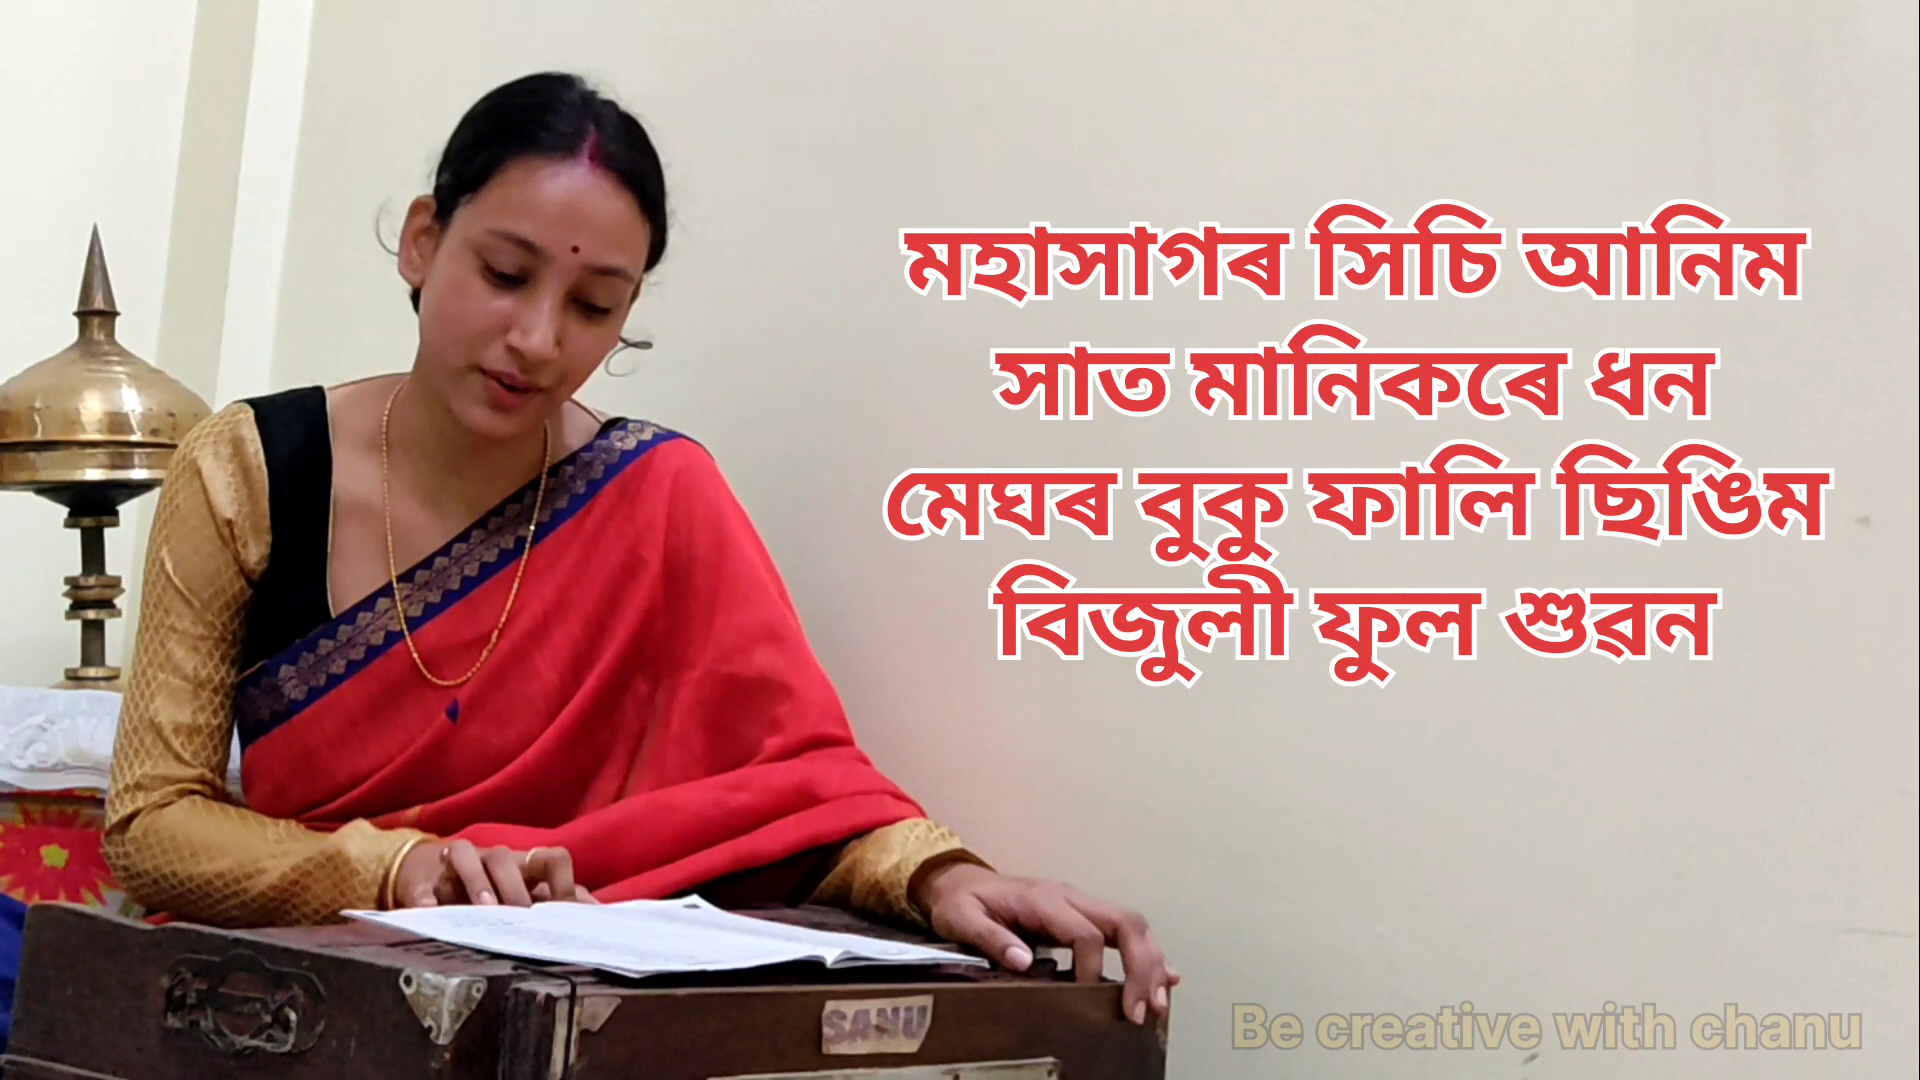 মহাসাগৰ সিচি আনিম
সাত মানিকৰে ধন
মেঘৰ বুকু ফালি ছিঙিম
বিজুলী ফুল শুৱন
SANU
Be creative with chanu